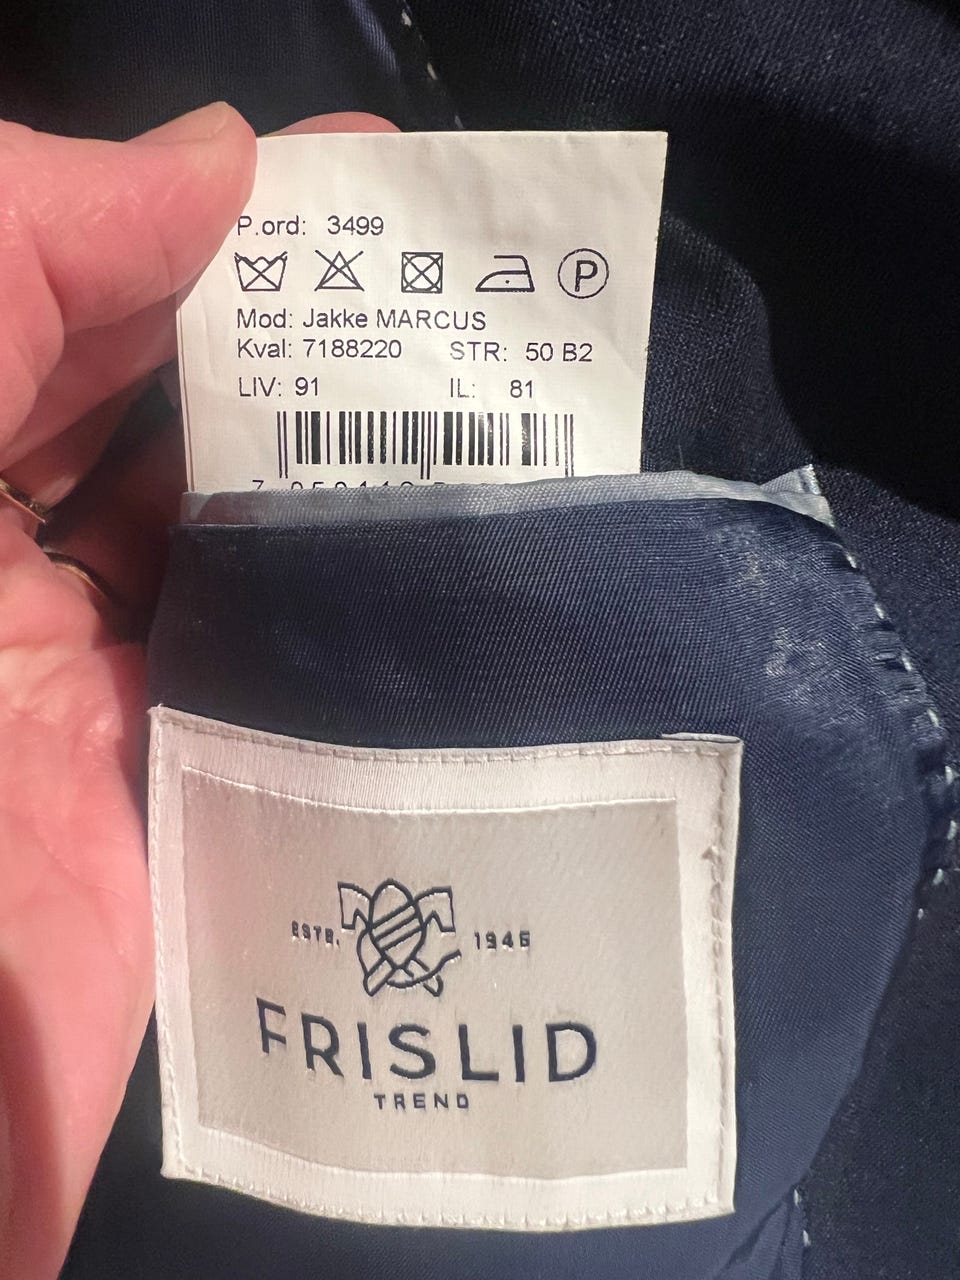 P.ord: 3499
P
Mod: Jakke MARCUS
Kval: 7188220 STR: 50 B2
LIV: 91 IL: 81
ESTB. 1946
FRISLID
TREND